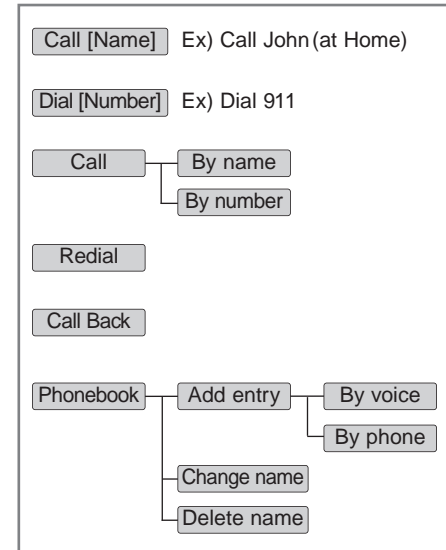 Call [Name] Ex) Call John (at Home)
Dial [Number] Ex) Dial 911
Call By name
By number
Redial
Call Back
Phonebook Add entry By voice
By phone
Change name
Delete name